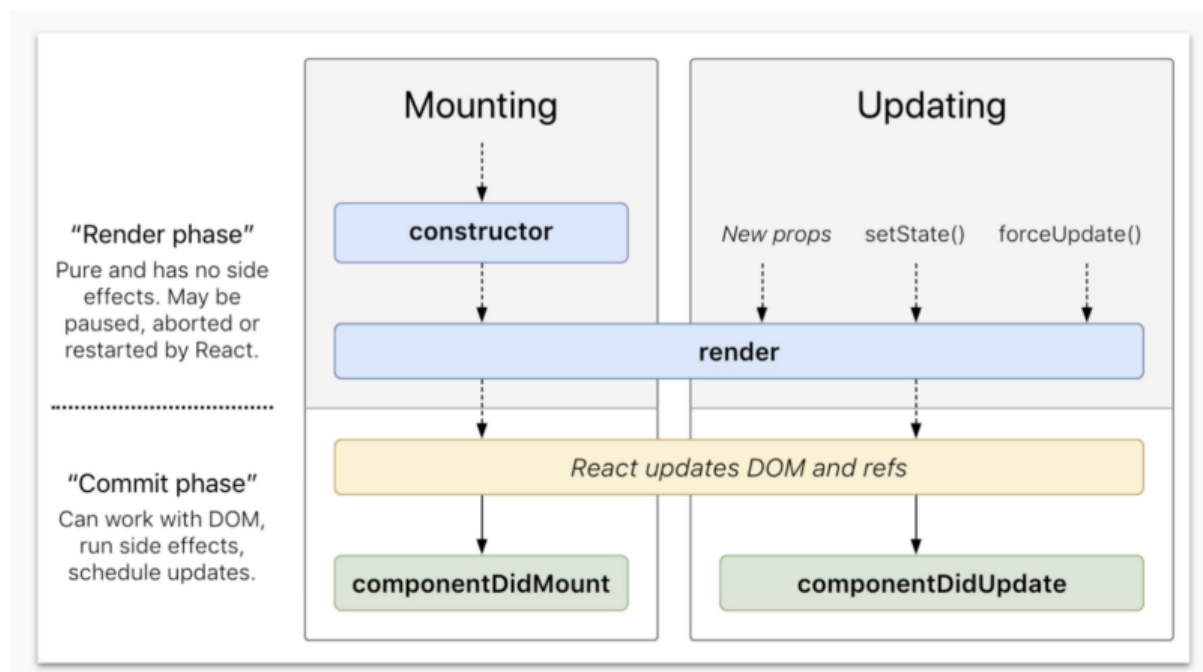 Mounting
Updating
"Render phase"
Pure and has no side
effects. May be
paused, aborted or
restarted by React.
constructor
New props
setState()
forceUpdate()
render
"Commit phase"
Can work with DOM,
run side effects,
schedule updates.
React updates DOM and refs
componentDidMount
componentDidUpdate